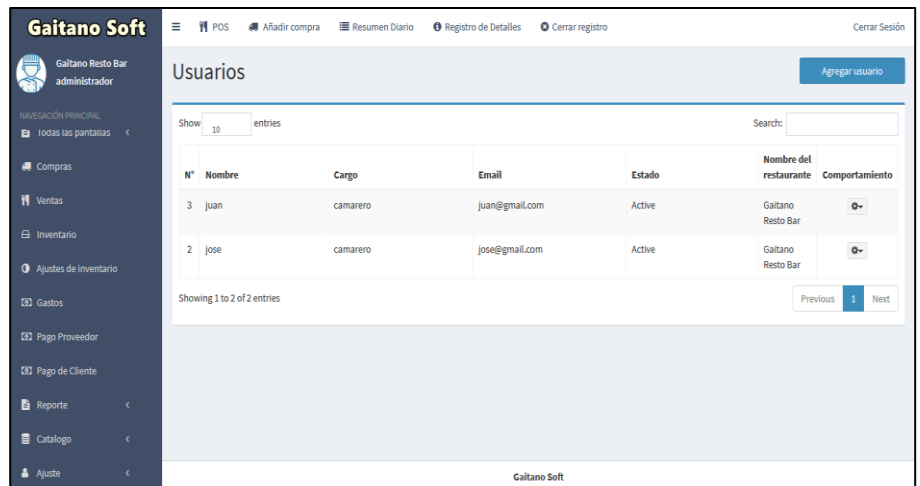 Gaitano Soft
POS Añadir compra Resumen Diario Registro de Detalles Cerrar registro Cerrar Sesión
Gaitano Resto Bar
administrador
NAVEGACIÓN PRINCIPAL
Todas las pantallas
Compras
Ventas
Inventario
Ajustes de inventario
Gastos
Pago Proveedor
Pago de Cliente
Reporte
Catalogo
Ajuste
Usuarios
Agregar usuario
Show 10 entries Search:
N° Nombre Cargo Email Estado Nombre del restaurante Comportamiento
3 juan camarero juan@gmail.com Active Gaitano Resto Bar
2 jose camarero jose@gmail.com Active Gaitano Resto Bar
Showing 1 to 2 of 2 entries
Previous 1 Next
Gaitano Soft